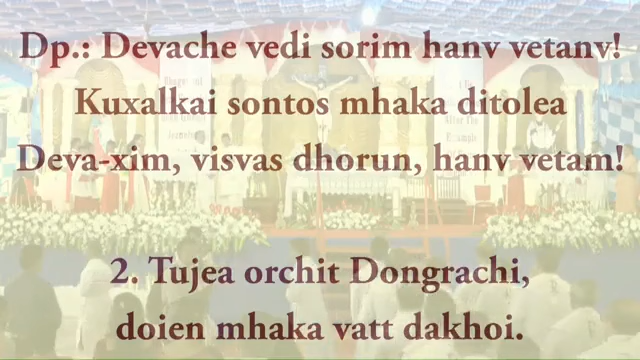 Dp.: Devache vedi sorim hanv vetanv!
Kuxalkai sontos mhaka ditolea
Deva-xim, visvas dhorun, hanv vetam!
2. Tujea orchit Dongrachi,
doien mhaka vatt dakhoi.